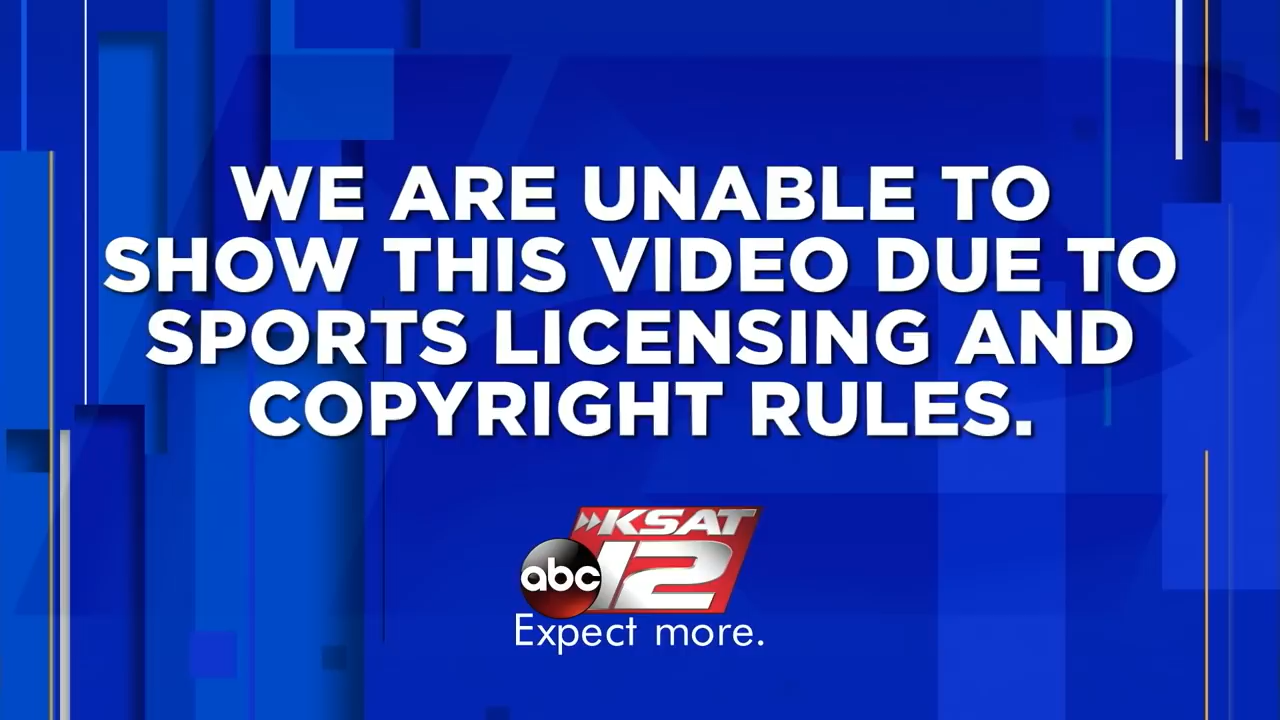 WE ARE UNABLE TO
SHOW THIS VIDEO DUE TO
SPORTS LICENSING AND
COPYRIGHT RULES.
KSAT
abc 12
Expect more.